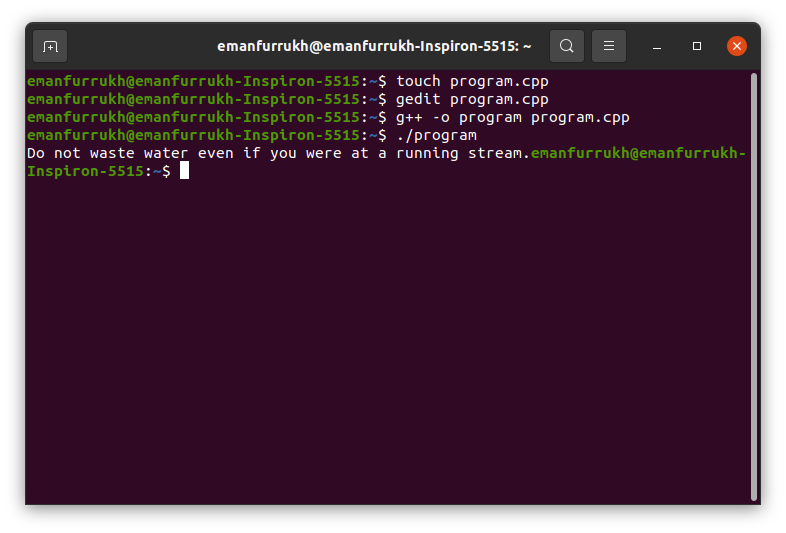 emanfurrukh@emanfurrukh-Inspiron-5515: ~
emanfurrukh@emanfurrukh-Inspiron-5515:~$ touch program.cpp
emanfurrukh@emanfurrukh-Inspiron-5515:~$ gedit program.cpp
emanfurrukh@emanfurrukh-Inspiron-5515:~$ g++ -o program program.cpp
emanfurrukh@emanfurrukh-Inspiron-5515:~$ ./program
Do not waste water even if you were at a running stream.emanfurrukh@emanfurrukh-
Inspiron-5515:~$